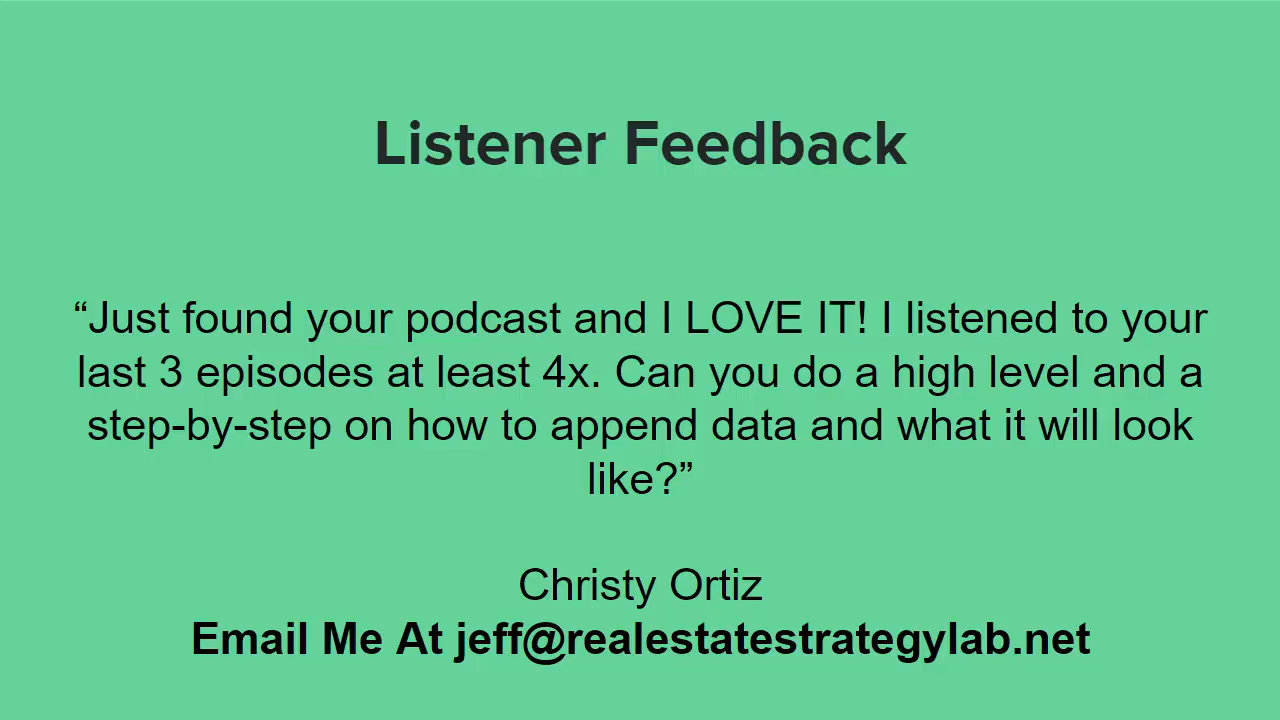 Listener Feedback
“Just found your podcast and I LOVE IT! I listened to your
last 3 episodes at least 4x. Can you do a high level and a
step-by-step on how to append data and what it will look
like?”
Christy Ortiz
Email Me At jeff@realestatestrategylab.net